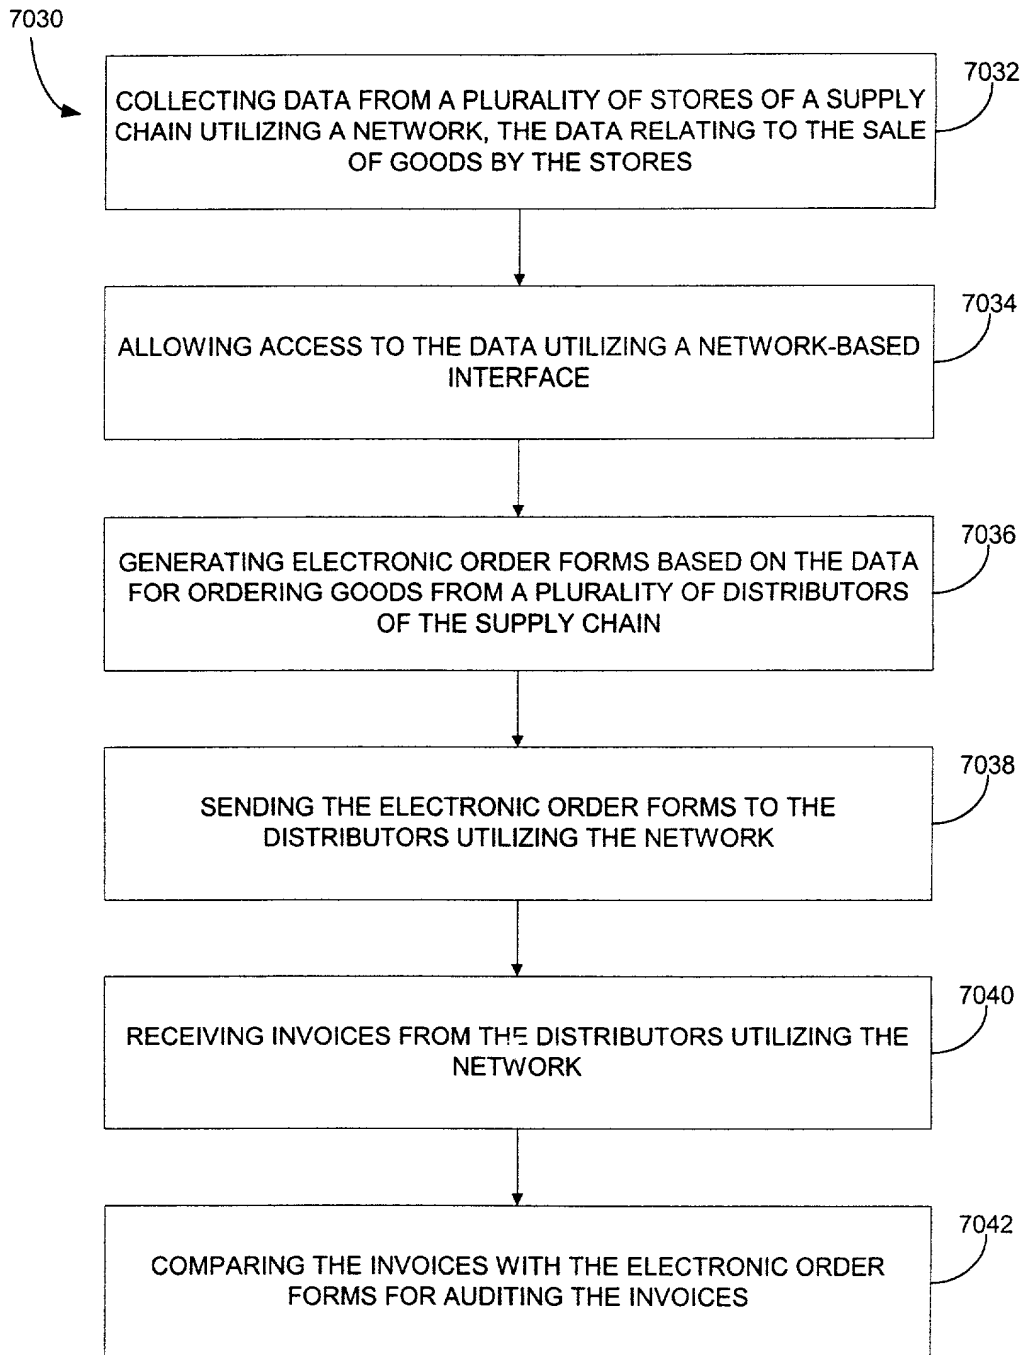 7030
7032
COLLECTING DATA FROM A PLURALITY OF STORES OF A SUPPLY
CHAIN UTILIZING A NETWORK, THE DATA RELATING TO THE SALE
OF GOODS BY THE STORES
7034
ALLOWING ACCESS TO THE DATA UTILIZING A NETWORK-BASED
INTERFACE
7036
GENERATING ELECTRONIC ORDER FORMS BASED ON THE DATA
FOR ORDERING GOODS FROM A PLURALITY OF DISTRIBUTORS
OF THE SUPPLY CHAIN
7038
SENDING THE ELECTRONIC ORDER FORMS TO THE
DISTRIBUTORS UTILIZING THE NETWORK
7040
RECEIVING INVOICES FROM THE DISTRIBUTORS UTILIZING THE
NETWORK
7042
COMPARING THE INVOICES WITH THE ELECTRONIC ORDER
FORMS FOR AUDITING THE INVOICES